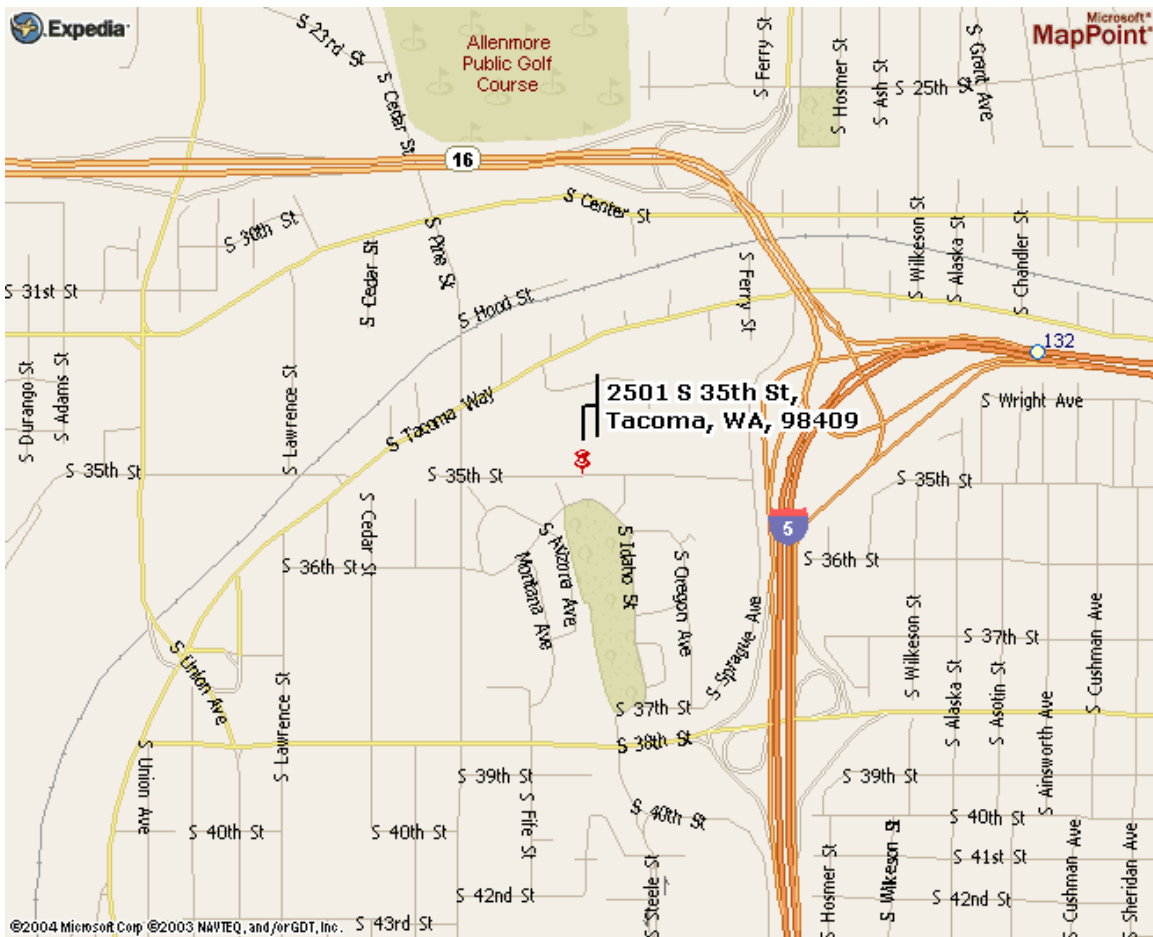 Expedia
Microsoft
MapPoint
S 23rd St
Allenmore
Public Golf
Course
S Ferry St
S Hosmer St
S Ash St
S Grant Ave
S 25th St
S Cedar St
16
S Center St
S 30th St
S Cedar St
S Pine St
S Wilkeson St
S Alaska St
S Chandler St
S 31st St
S Hood St
S Ferry St
132
S Durango St
S Adams St
S Lawrence St
S Tacoma Way
2501 S 35th St,
Tacoma, WA, 98409
S Wright Ave
S 35th St
S 35th St
S 35th St
5
S Cedar St
S 36th St
S Arizona Ave
Montana Ave
S Idaho St
S Oregon Ave
S 36th St
S Sprague Ave
S Wilkeson St
S 37th St
S Cushman Ave
S Union Ave
S Lawrence St
S 37th St
S 38th St
S Alaska St
S Asotin St
S Ainsworth Ave
S Union Ave
S 39th St
S 39th St
S Fife St
S 40th St
S 40th St
S 40th St
S 40th St
S 41st St
S Steele St
S Hosmer St
S Wilkeson St
S 42nd St
S 42nd St
S Cushman Ave
S Sheridan Ave
S 43rd St
©2004 Microsoft Corp ©2003 NAVTEQ, and/or GDT, Inc.